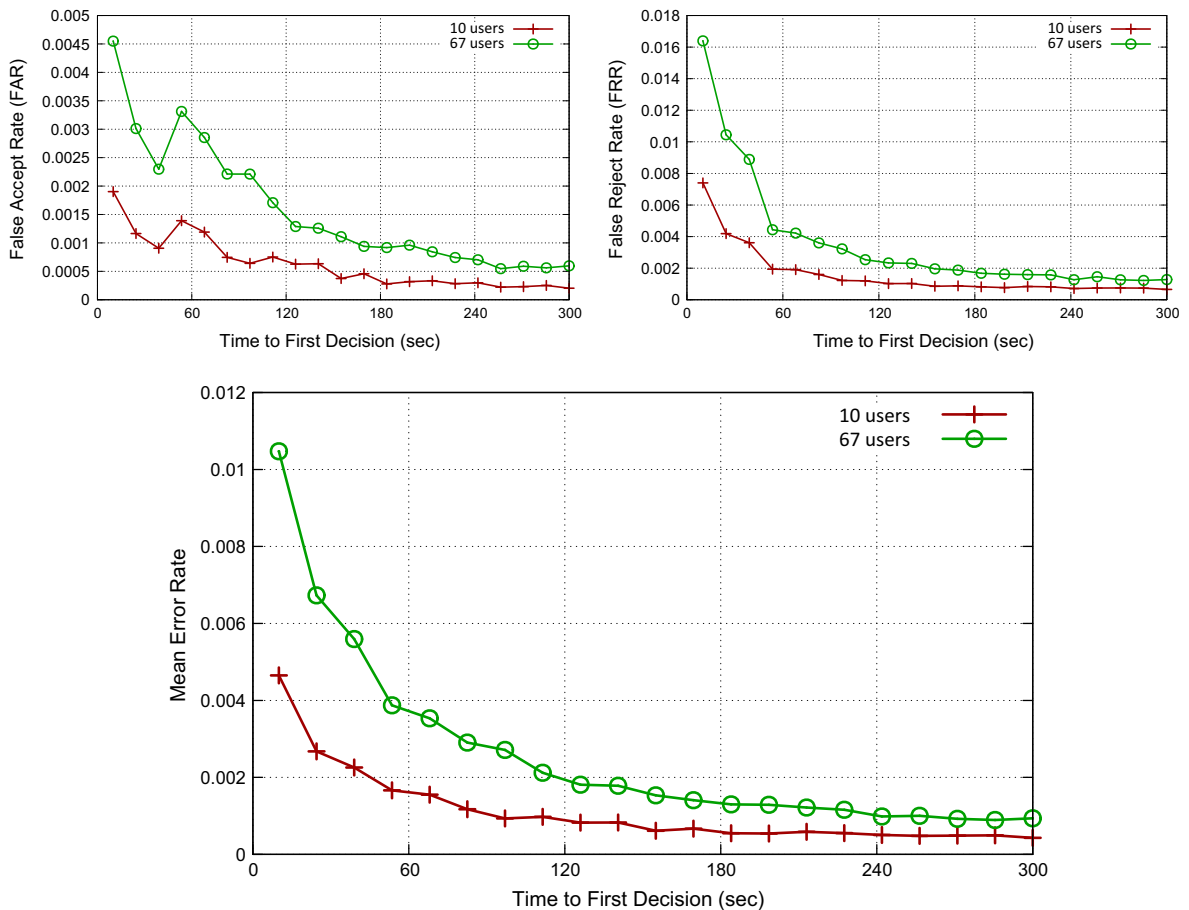 0.005
0.0045
0.004
0.0035
0.003
0.0025
0.002
0.0015
0.001
0.0005
0
0 60 120 180 240 300
False Accept Rate (FAR)
Time to First Decision (sec)
10 users
67 users
0.018
0.016
0.014
0.012
0.01
0.008
0.006
0.004
0.002
0
0 60 120 180 240 300
False Reject Rate (FRR)
Time to First Decision (sec)
10 users
67 users
0.012
0.01
0.008
0.006
0.004
0.002
0
0 60 120 180 240 300
Mean Error Rate
Time to First Decision (sec)
10 users
67 users